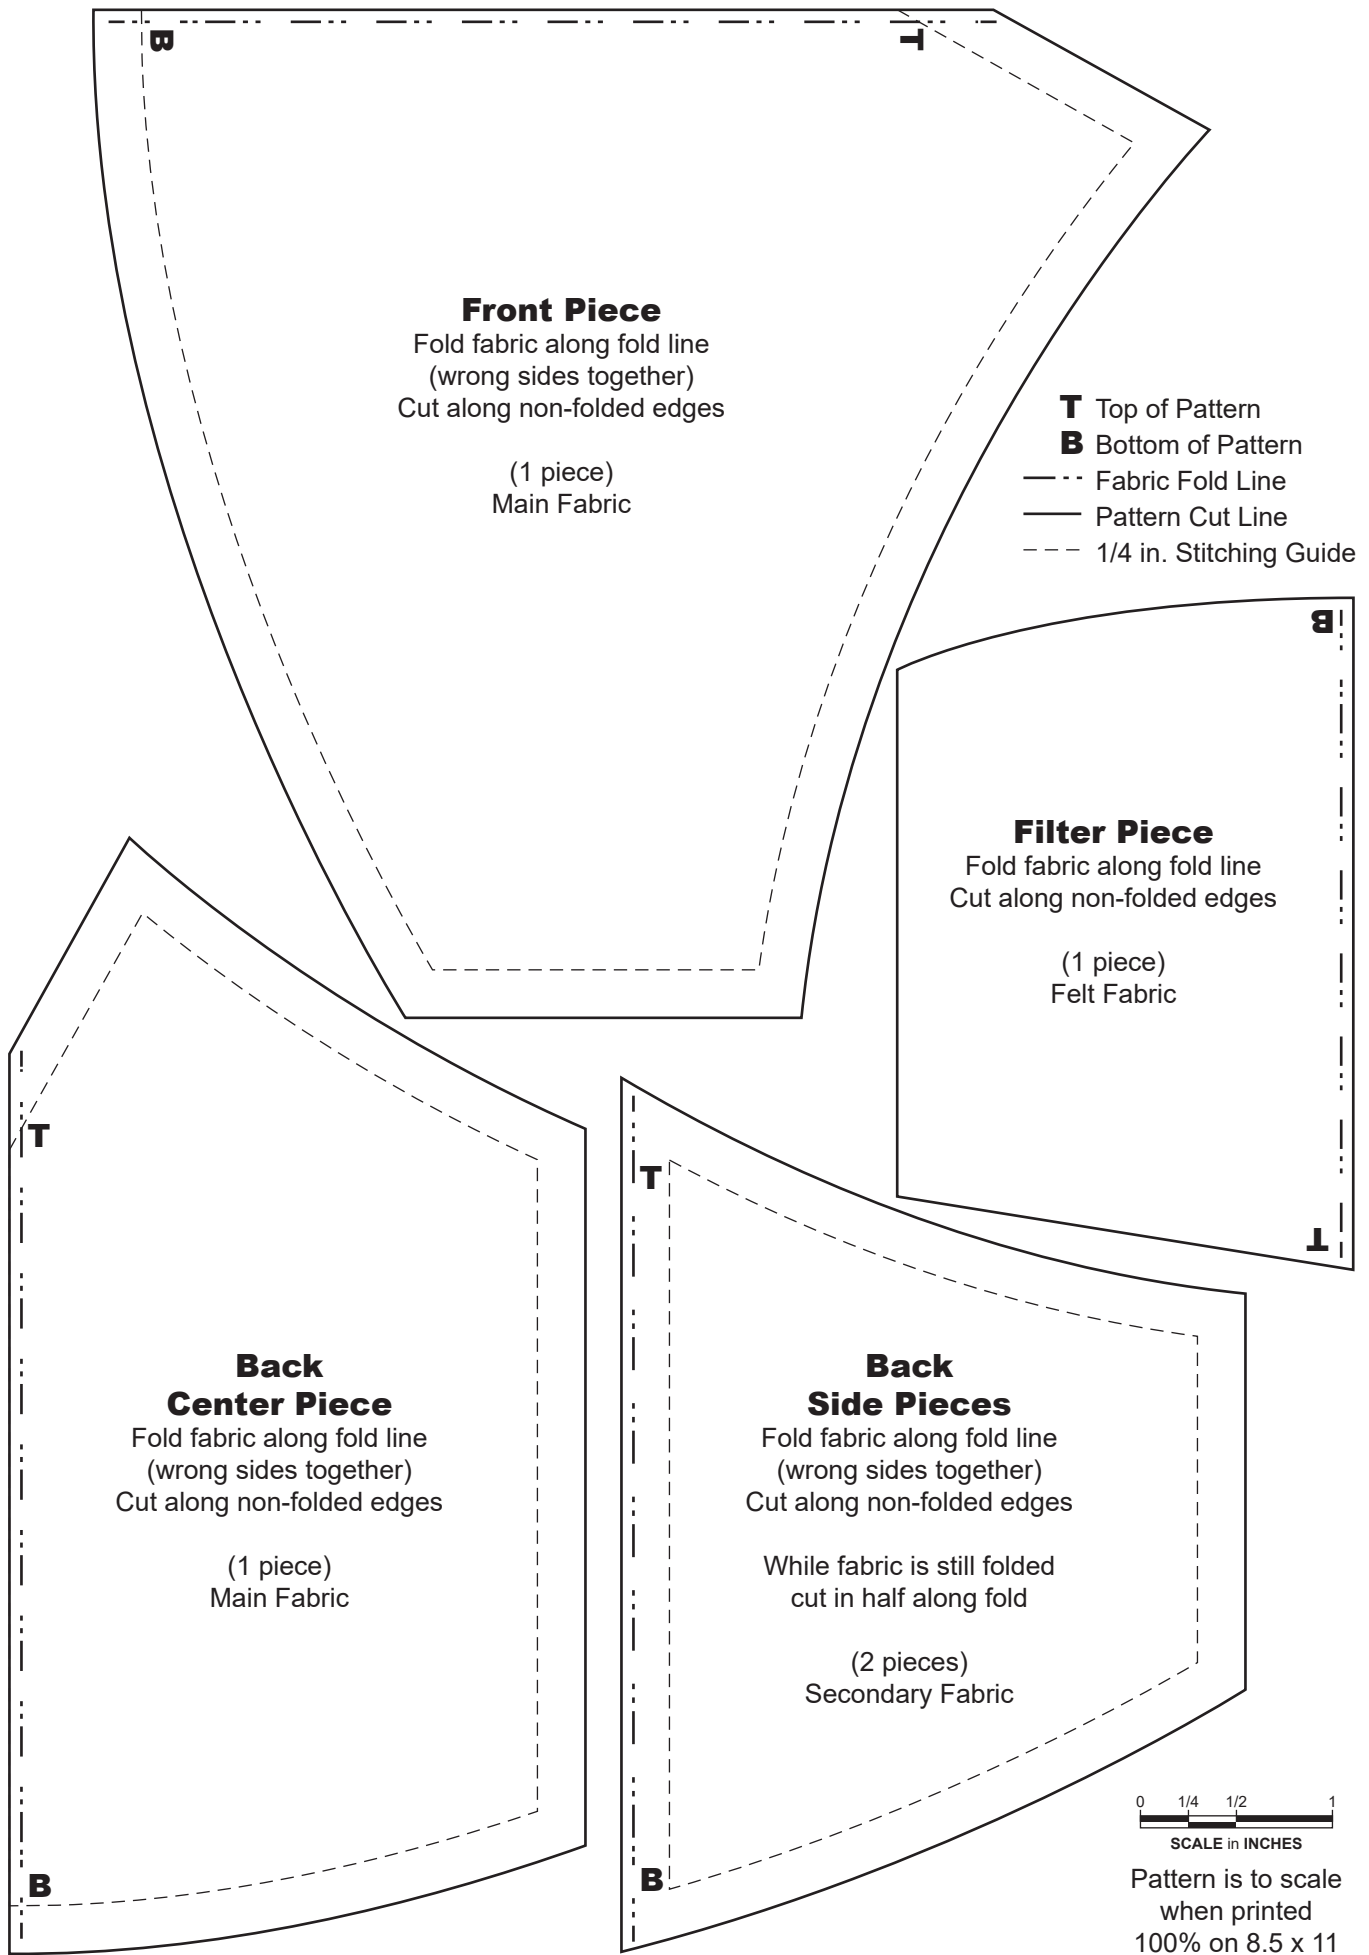 B
T
Front Piece
Fold fabric along fold line
(wrong sides together)
Cut along non-folded edges
(1 piece)
Main Fabric
T Top of Pattern
B Bottom of Pattern
Fabric Fold Line
Pattern Cut Line
1/4 in. Stitching Guide
B
Filter Piece
Fold fabric along fold line
Cut along non-folded edges
(1 piece)
Felt Fabric
T
T
Back
Center Piece
Fold fabric along fold line
(wrong sides together)
Cut along non-folded edges
(1 piece)
Main Fabric
B
T
Back
Side Pieces
Fold fabric along fold line
(wrong sides together)
Cut along non-folded edges
While fabric is still folded
cut in half along fold
(2 pieces)
Secondary Fabric
B
0 1/4 1/2 1
SCALE in INCHES
Pattern is to scale
when printed
100% on 8.5 x 11